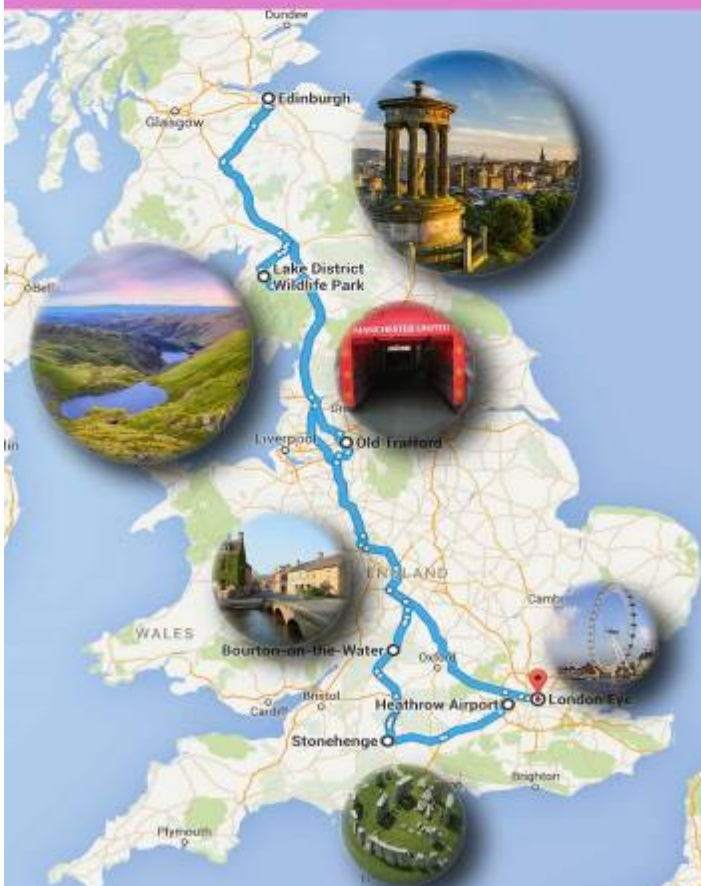 Dundee
Edinburgh
Glasgow
Lake District
Wildlife Park
MANCHESTER UNITED
Liverpool
Old Trafford
ENGLAND
WALES
Bourton-on-the-Water
Oxford
Bristol
Cardiff
Heathrow Airport
London Eye
Stonehenge
Brighton
Plymouth